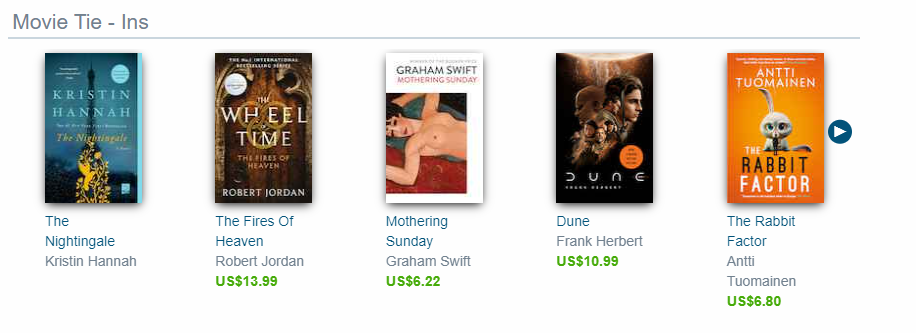 Movie Tie - Ins
KRISTIN
HANNAH
The Nightingale
THE NO.1 INTERNATIONAL
BESTSELLING SERIES
THE
WHEEL
OF
TIME
THE FIRES OF
HEAVEN
ROBERT JORDAN
GRAHAM SWIFT
MOTHERING SUNDAY
DUNE
FRANK HERBERT
ANTTI
TUOMAINEN
THE
RABBIT
FACTOR
The
Nightingale
Kristin Hannah
The Fires Of
Heaven
Robert Jordan
US$13.99
Mothering
Sunday
Graham Swift
US$6.22
Dune
Frank Herbert
US$10.99
The Rabbit
Factor
Antti
Tuomainen
US$6.80